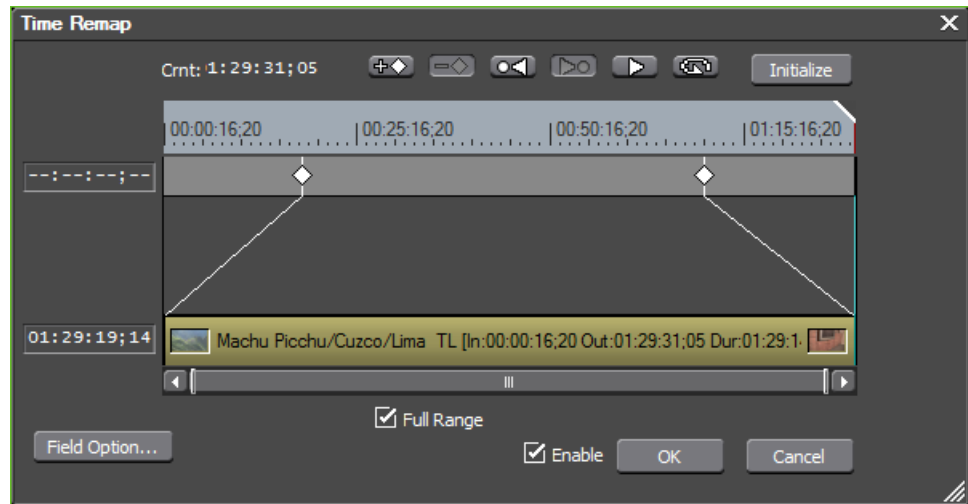 Time Remap
Crnt: 1:29:31;05 Initialize
00:00:16;20 00:25:16;20 00:50:16;20 01:15:16;20
--:--:--;--
01:29:19;14 Machu Picchu/Cuzco/Lima TL [In:00:00:16;20 Out:01:29:31;05 Dur:01:29:1
Full Range
Field Option...
Enable OK Cancel